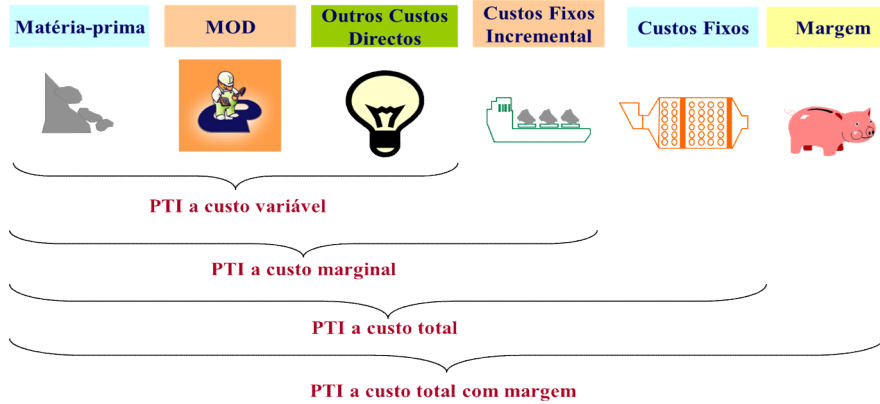 Matéria-prima
MOD
Outros Custos
Directos
Custos Fixos
Incremental
Custos Fixos
Margem
PTI a custo variável
PTI a custo marginal
PTI a custo total
PTI a custo total com margem